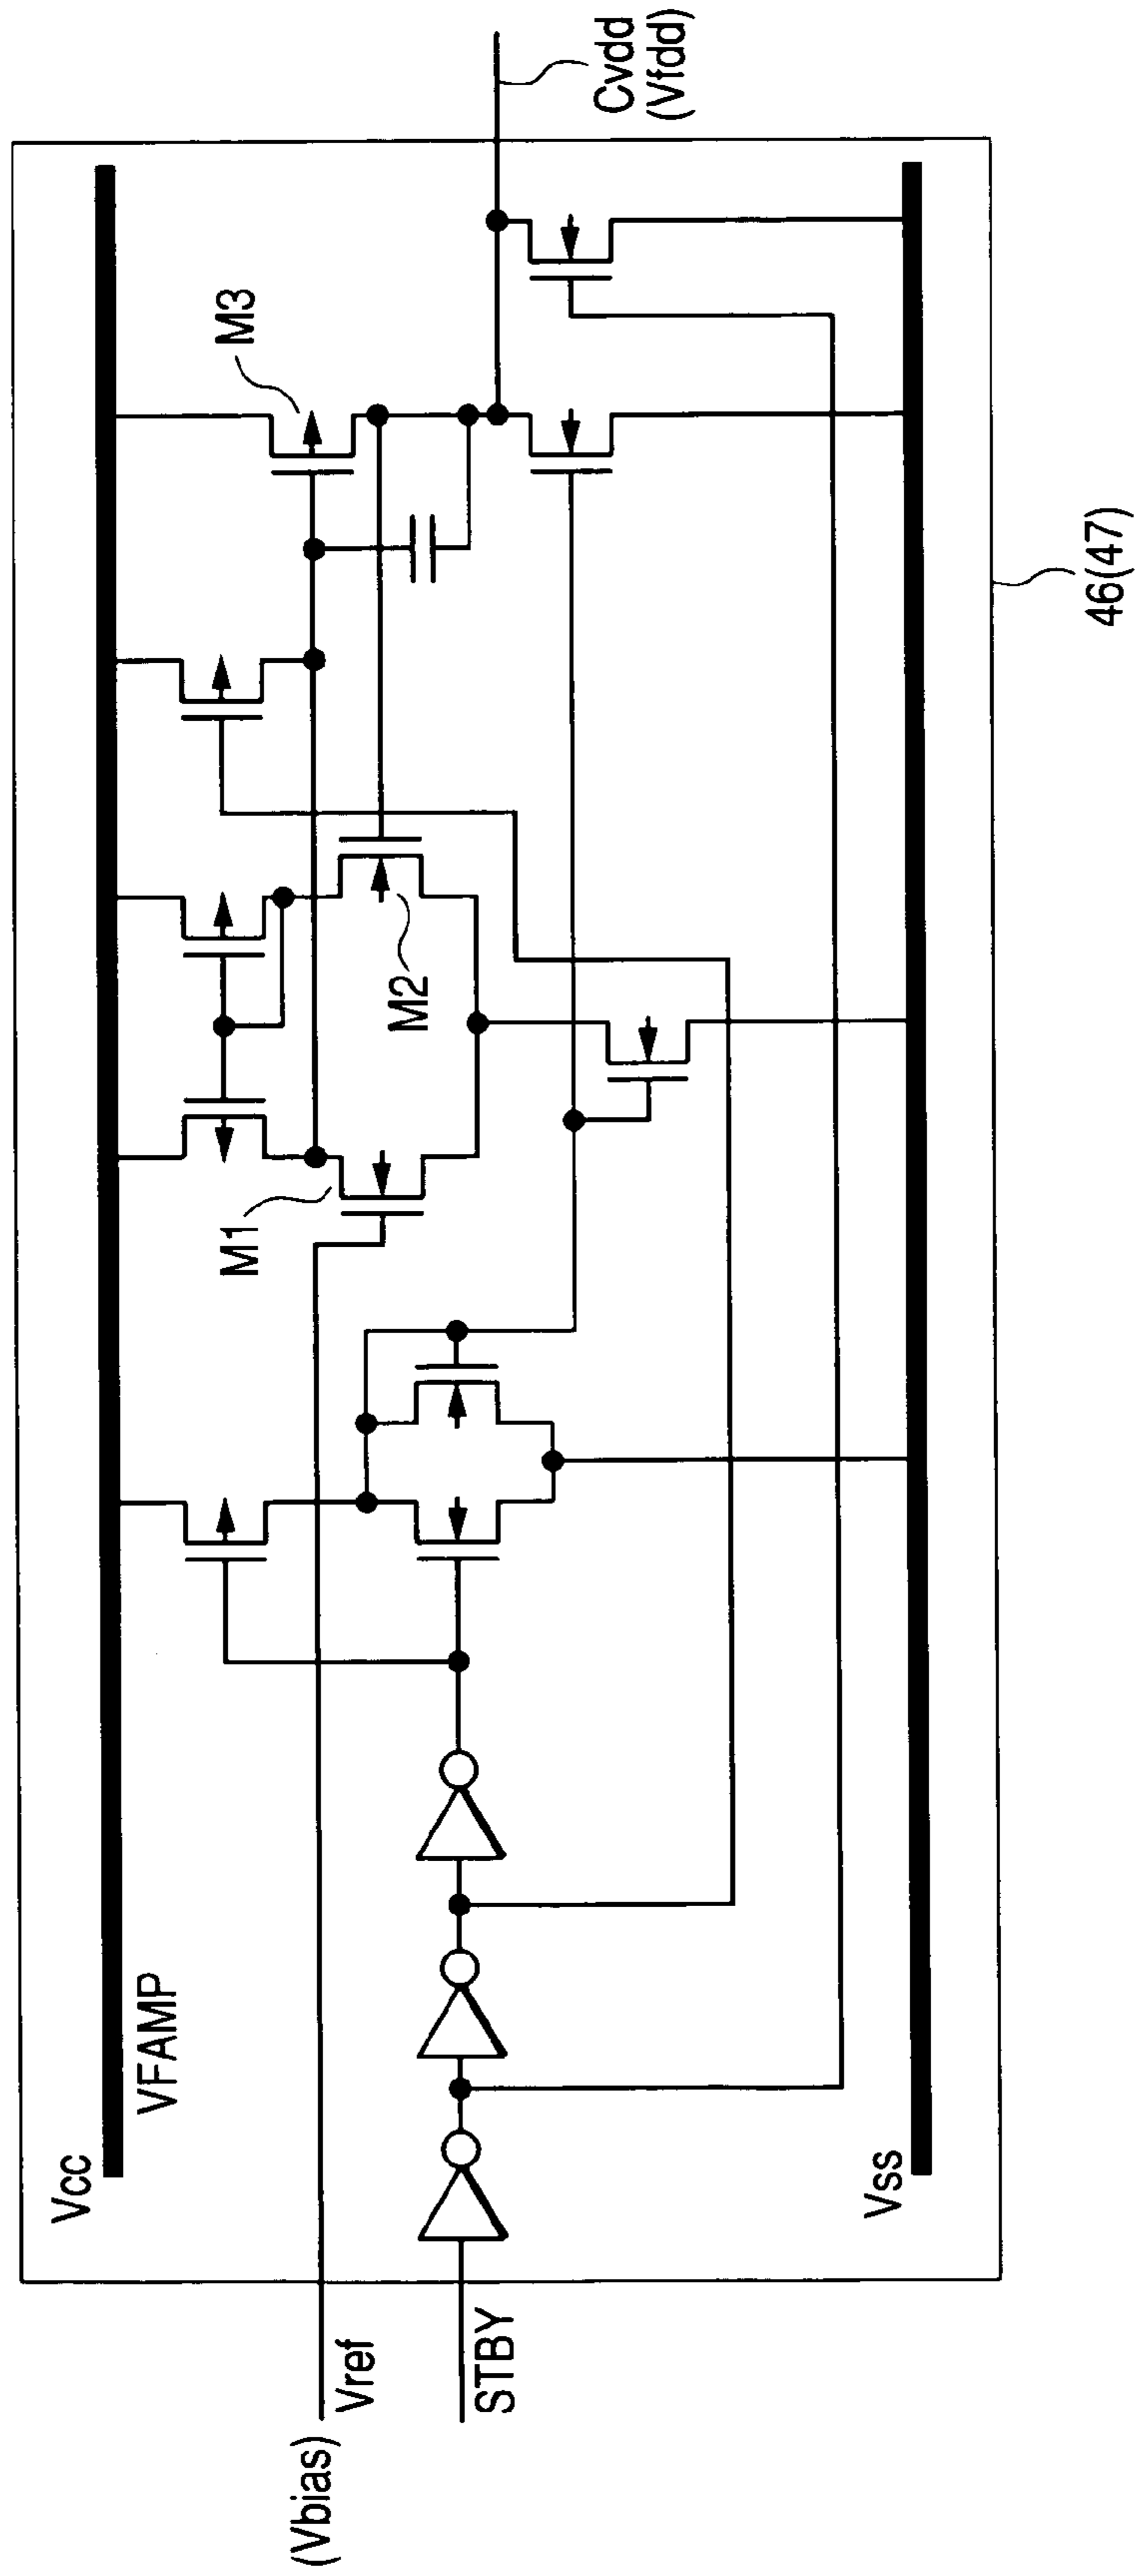 Vcc
VFAMP
M3
M1
M2
Cvdd
(Vfdd)
(Vbias)
Vref
STBY
Vss
46(47)